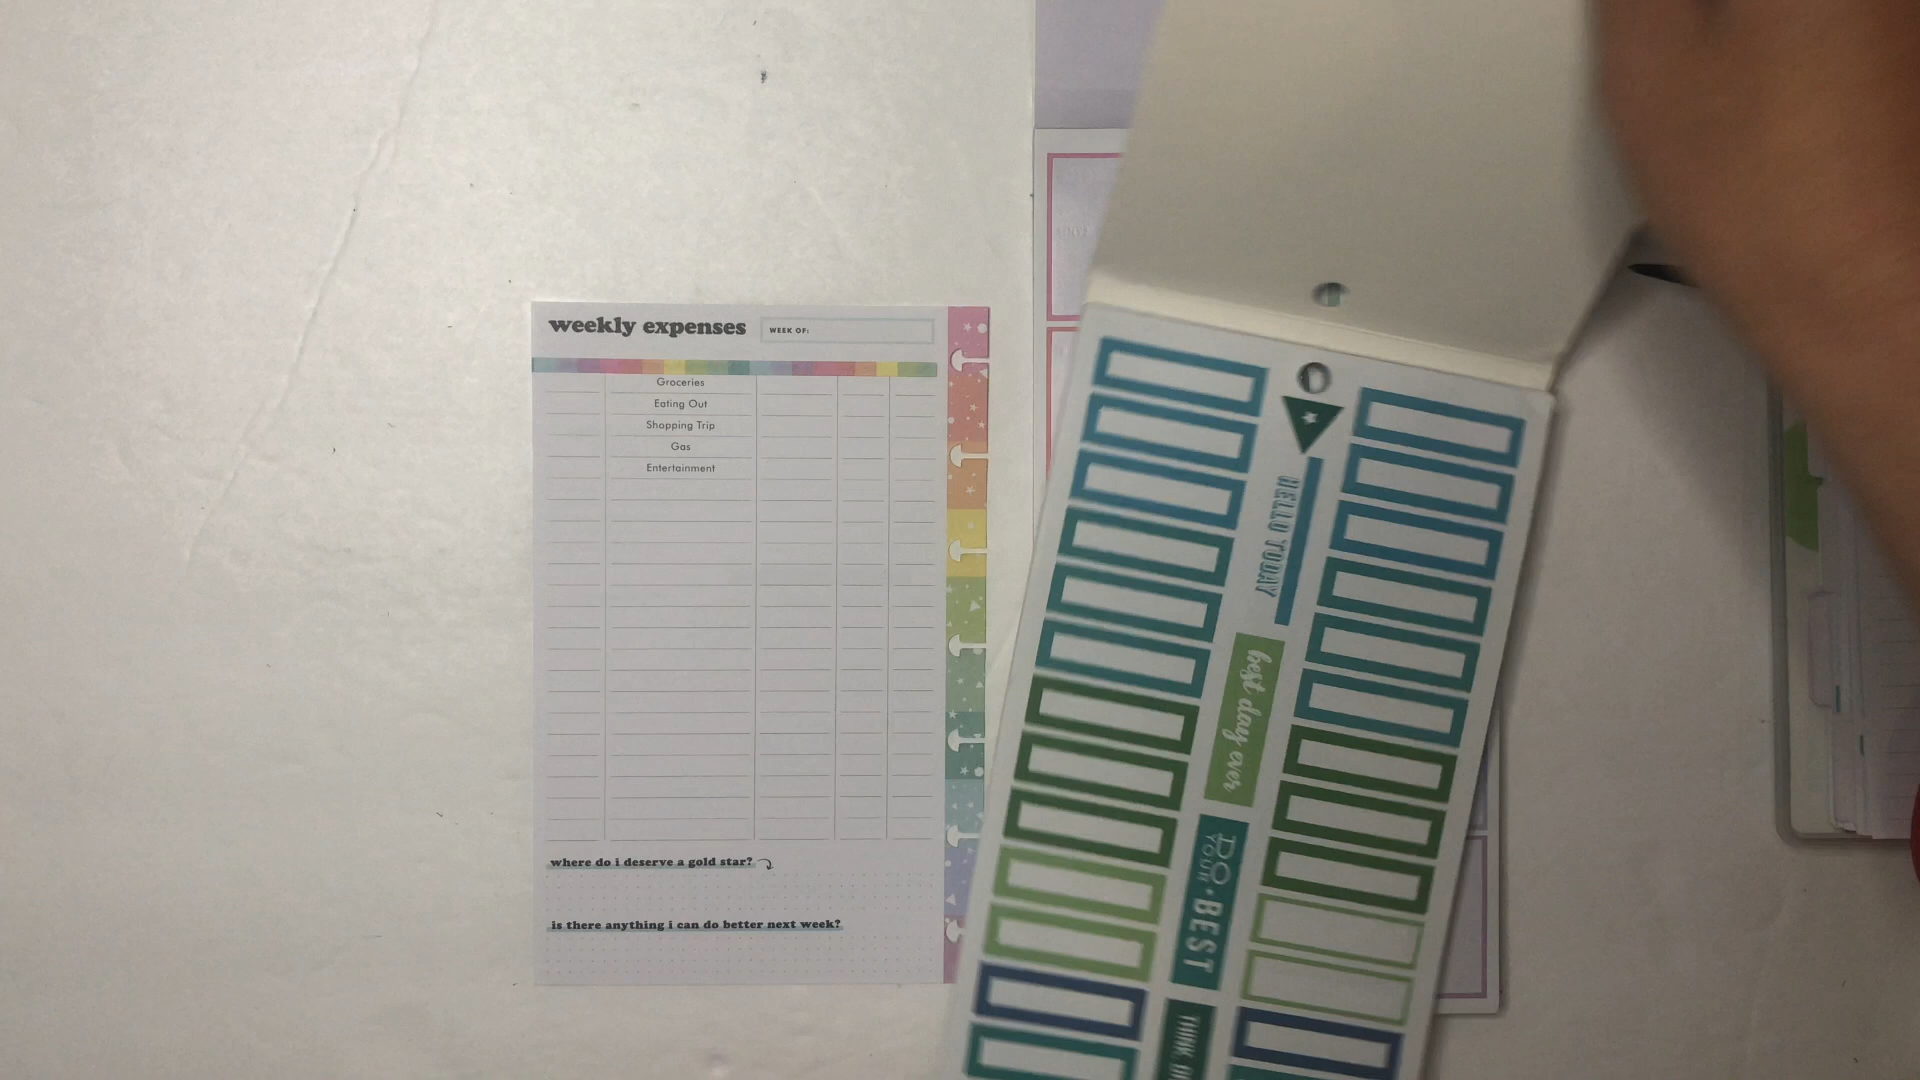 weekly expenses
WEEK OF:
Groceries
Eating Out
Shopping Trip
Gas
Entertainment
where do i deserve a gold star?
is there anything i can do better next week?
HELLO TODAY
best day ever
DO YOUR • BEST
THINK